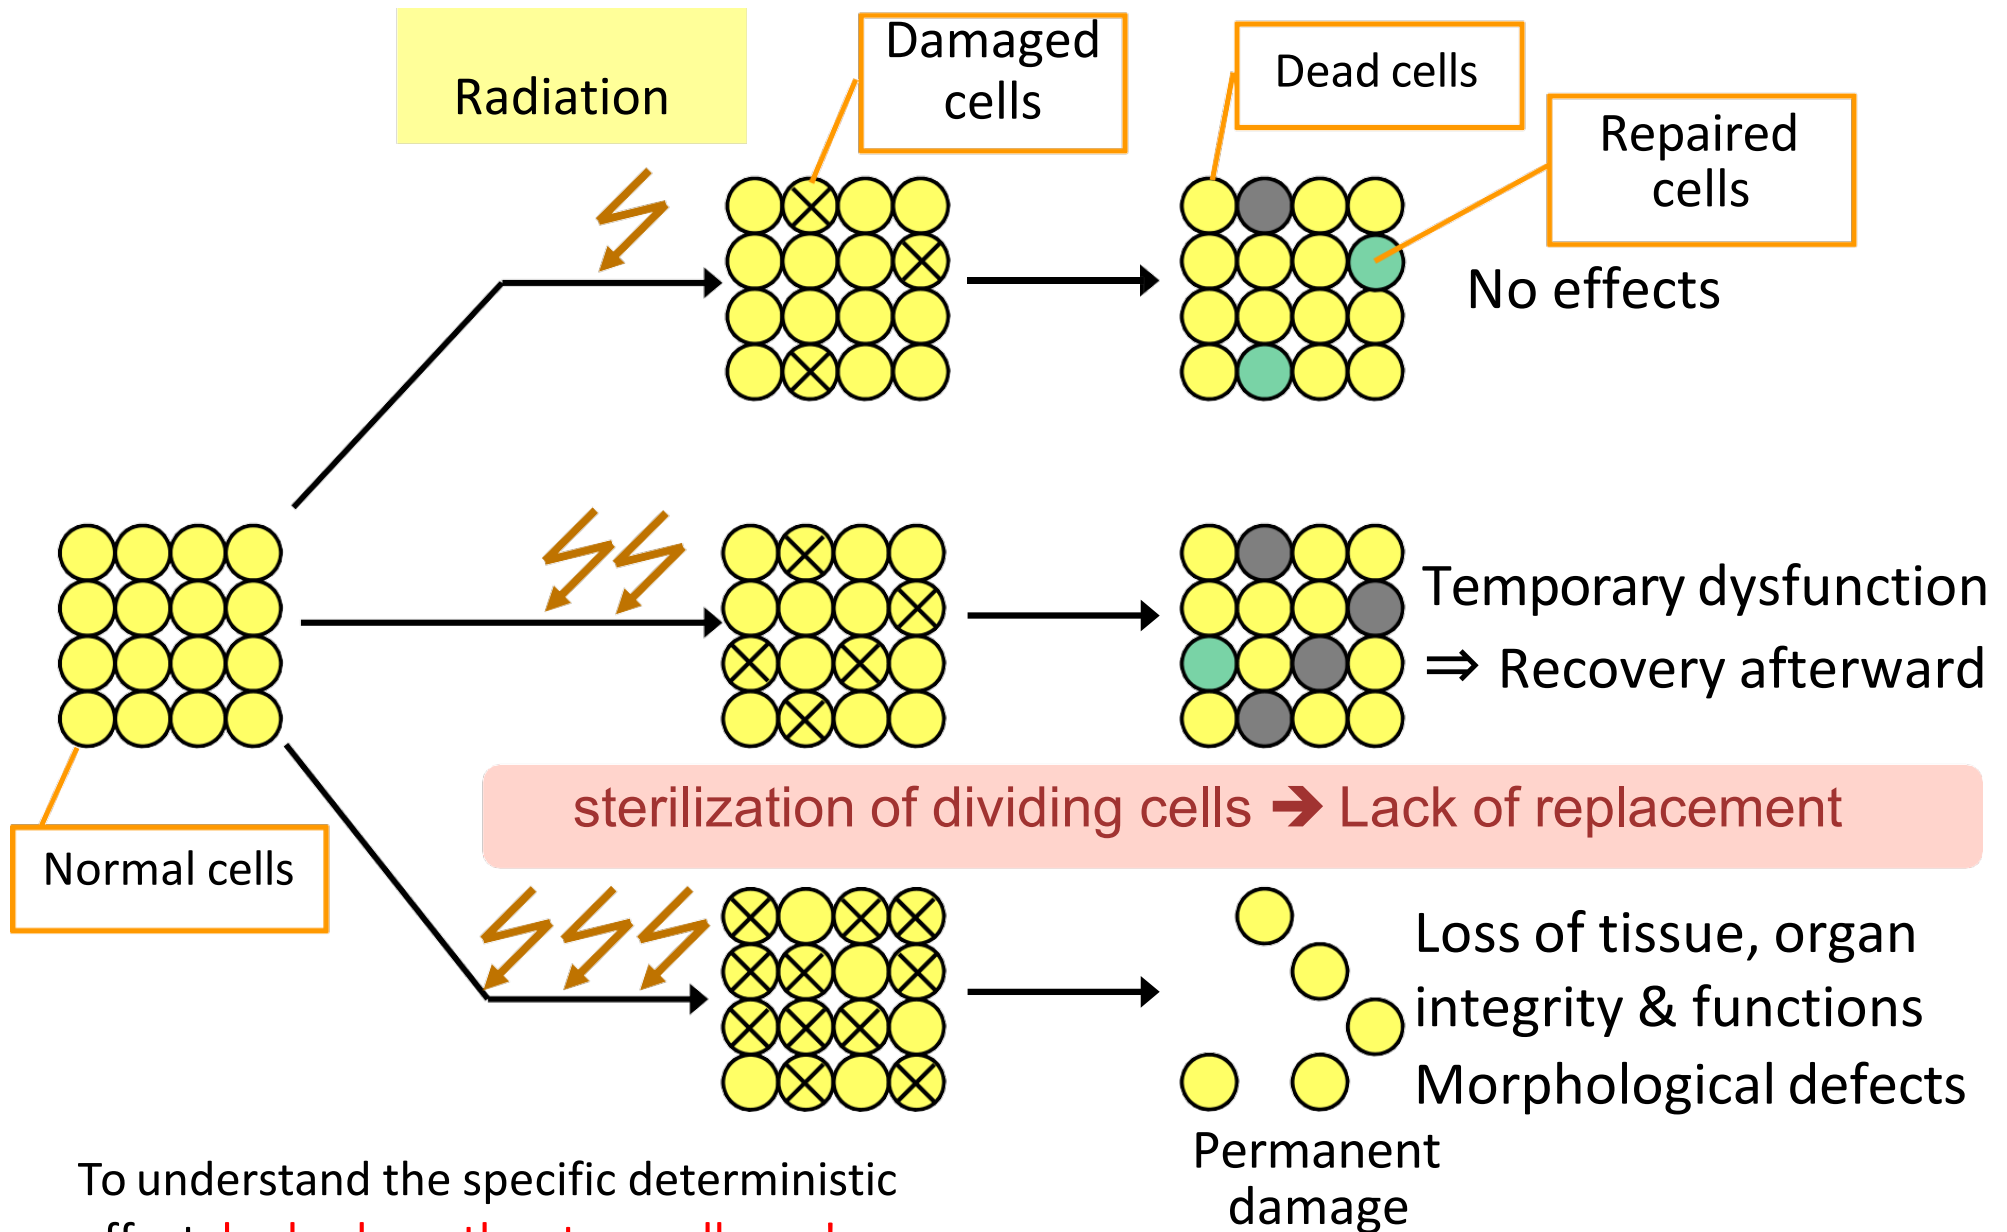 Radiation
Damaged
cells
Dead cells
Repaired
cells
No effects
Temporary dysfunction
⇒ Recovery afterward
sterilization of dividing cells ➔ Lack of replacement
Normal cells
Loss of tissue, organ
integrity & functions
Morphological defects
Permanent
damage
To understand the specific deterministic